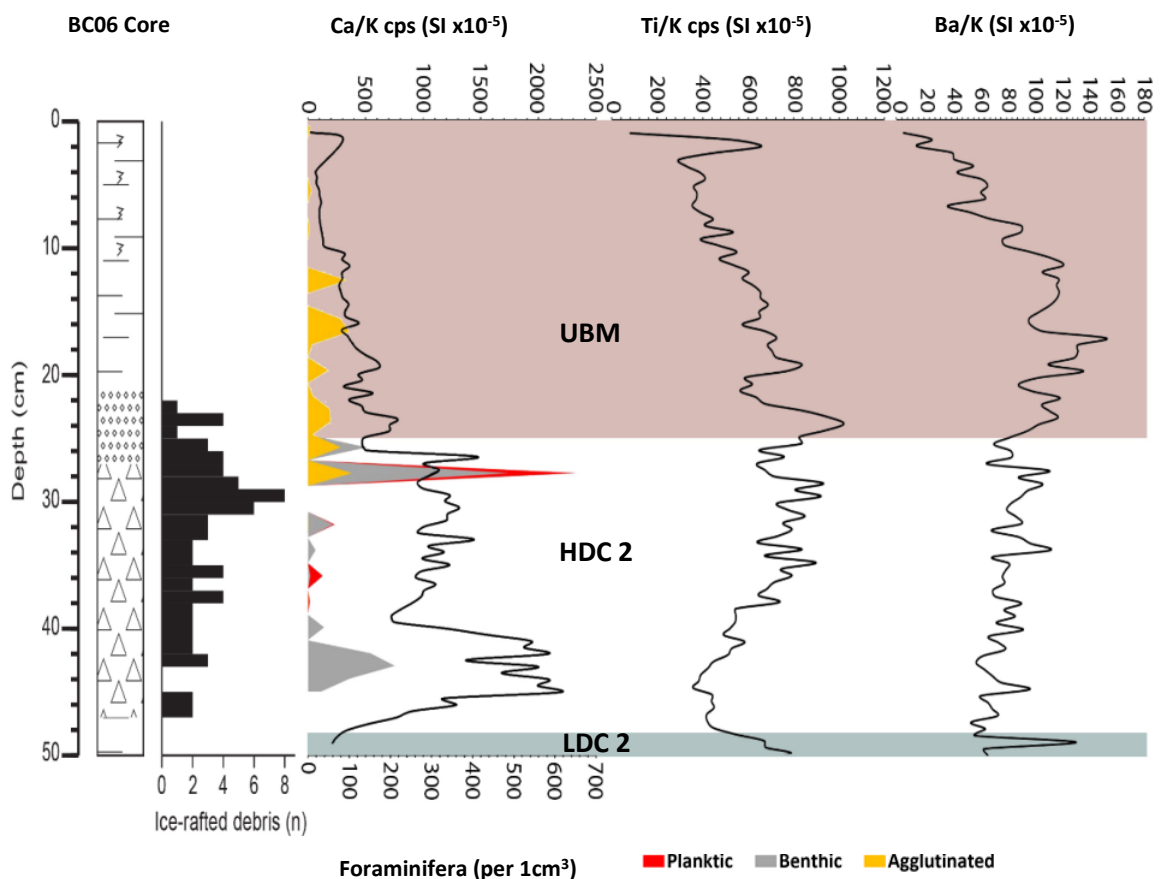 BC06 Core
Ca/K cps (SI x10-5)
Ti/K cps (SI x10-5)
Ba/K (SI x10-5)
0 500 1000 1500 2000 2500
0 200 400 600 800 1000 1200
0 20 40 60 80 100 120 140 160 180
Depth (cm)
0
10
20
30
40
50
UBM
HDC 2
LDC 2
0 2 4 6 8
Ice-rafted debris (n)
0 100 200 300 400 500 600 700
Foraminifera (per 1cm³)
Planktic Benthic Agglutinated